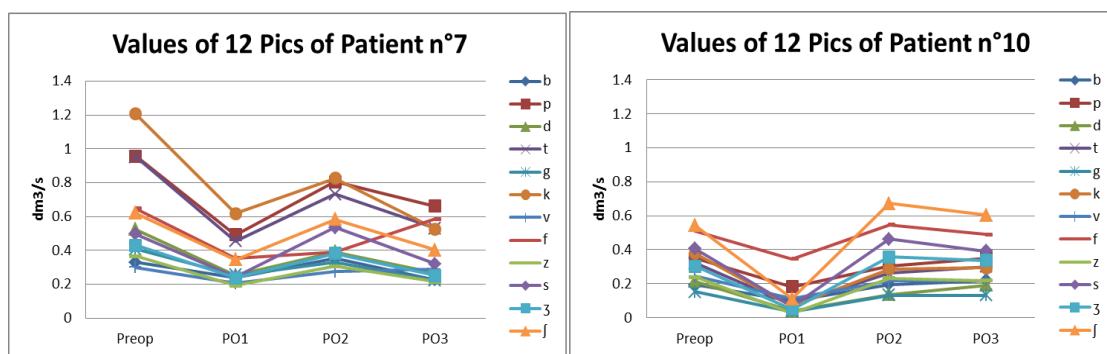 Values of 12 Pics of Patient n°7
1.4
1.2
1
0.8
0.6
0.4
0.2
0
dm3/s
Preop PO1 PO2 PO3
b
p
d
t
g
k
v
f
z
s
ʒ
ʃ
Values of 12 Pics of Patient n°10
1.4
1.2
1
0.8
0.6
0.4
0.2
0
dm3/s
Preop PO1 PO2 PO3
b
p
d
t
g
k
v
f
z
s
ʒ
ʃ